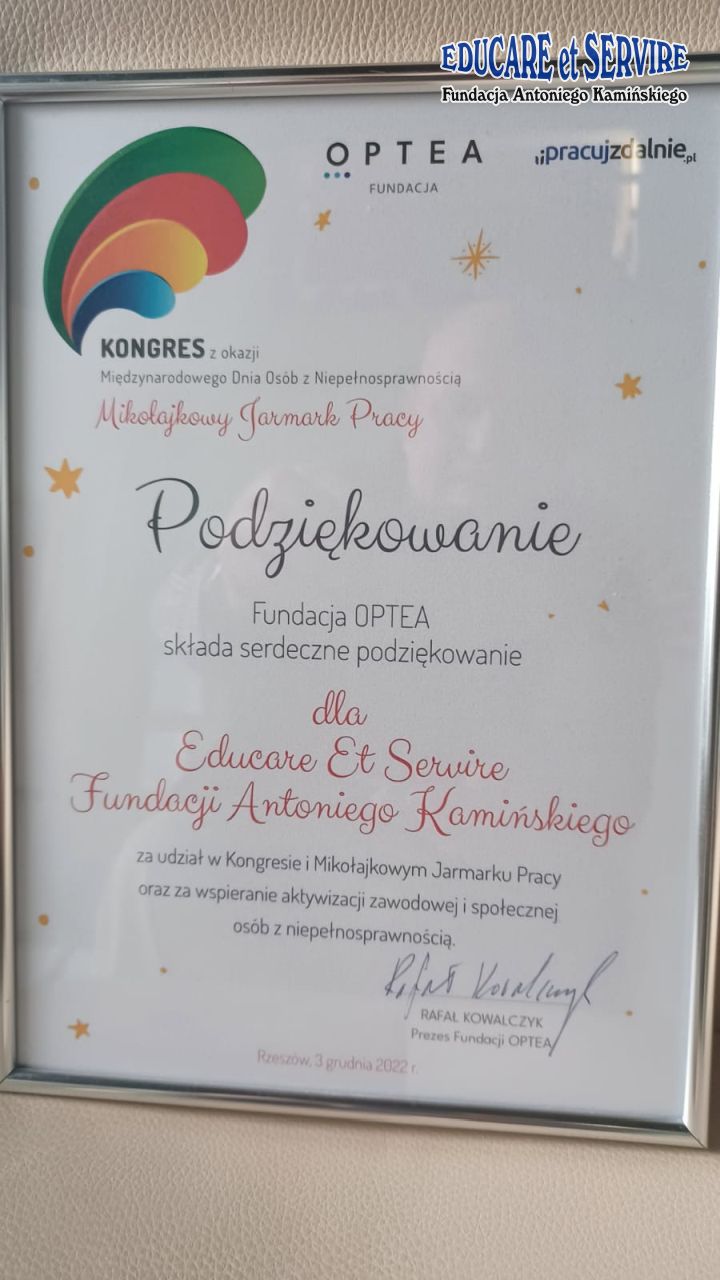 EDUCARE et SERVIRE
Fundacja Antoniego Kamińskiego
OPTEA
FUNDACJA
pracujzdalnie.pl
KONGRES z okazji
Międzynarodowego Dnia Osób z Niepełnosprawnością
Mikołajkowy Jarmark Pracy
Podziękowanie
Fundacja OPTEA
składa serdeczne podziękowanie
dla
Educare Et Servire
Fundacji Antoniego Kamińskiego
za udział w Kongresie i Mikołajkowym Jarmarku Pracy
oraz za wspieranie aktywizacji zawodowej i społecznej
osób z niepełnosprawnością.
Rafał Kowalczyk
RAFAŁ KOWALCZYK
Prezes Fundacji OPTEA
Rzeszów, 3 grudnia 2022 r.